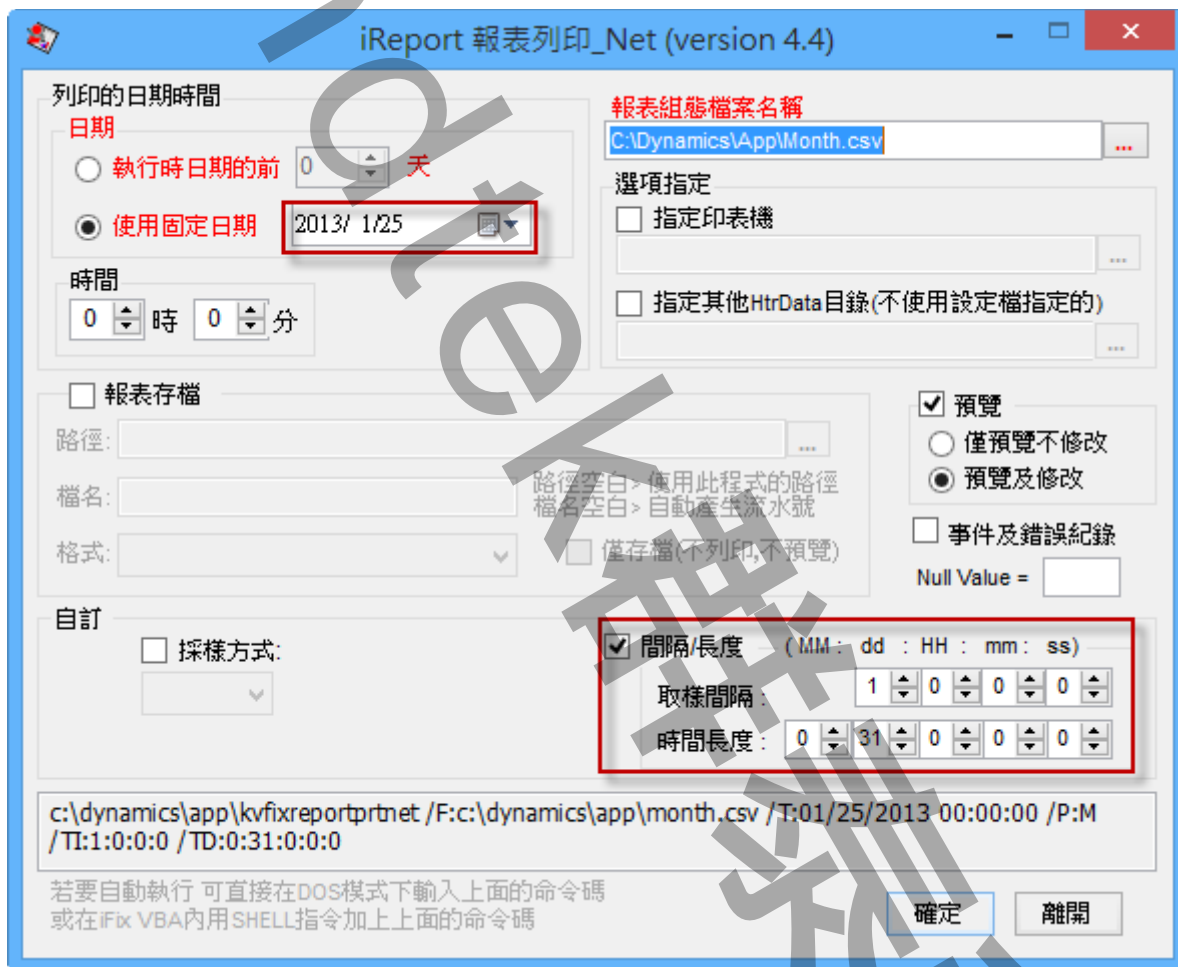 iReport 報表列印_Net (version 4.4)
列印的日期時間
日期
執行時日期的前 0 天
使用固定日期 2013/ 1/25
時間
0 時 0 分
報表組態檔案名稱
C:\Dynamics\App\Month.csv
...
選項指定
指定印表機
...
指定其他HtrData目錄(不使用設定檔指定的)
...
報表存檔
路徑:
...
檔名:
路徑空白> 使用此程式的路徑
檔名空白> 自動產生流水號
格式:
僅存檔(不列印,不預覽)
預覽
僅預覽不修改
預覽及修改
事件及錯誤紀錄
Null Value =
自訂
採樣方式:
間隔/長度 (MM : dd : HH : mm : ss)
取樣間隔 : 1 0 0 0
時間長度 : 0 31 0 0 0
c:\dynamics\app\kvfixreportprtnet /F:c:\dynamics\app\month.csv /T:01/25/2013 00:00:00 /P:M
/TI:1:0:0:0 /TD:0:31:0:0:0
若要自動執行 可直接在DOS模式下輸入上面的命令碼
或在iFix VBA內用SHELL指令加上上面的命令碼
確定
離開